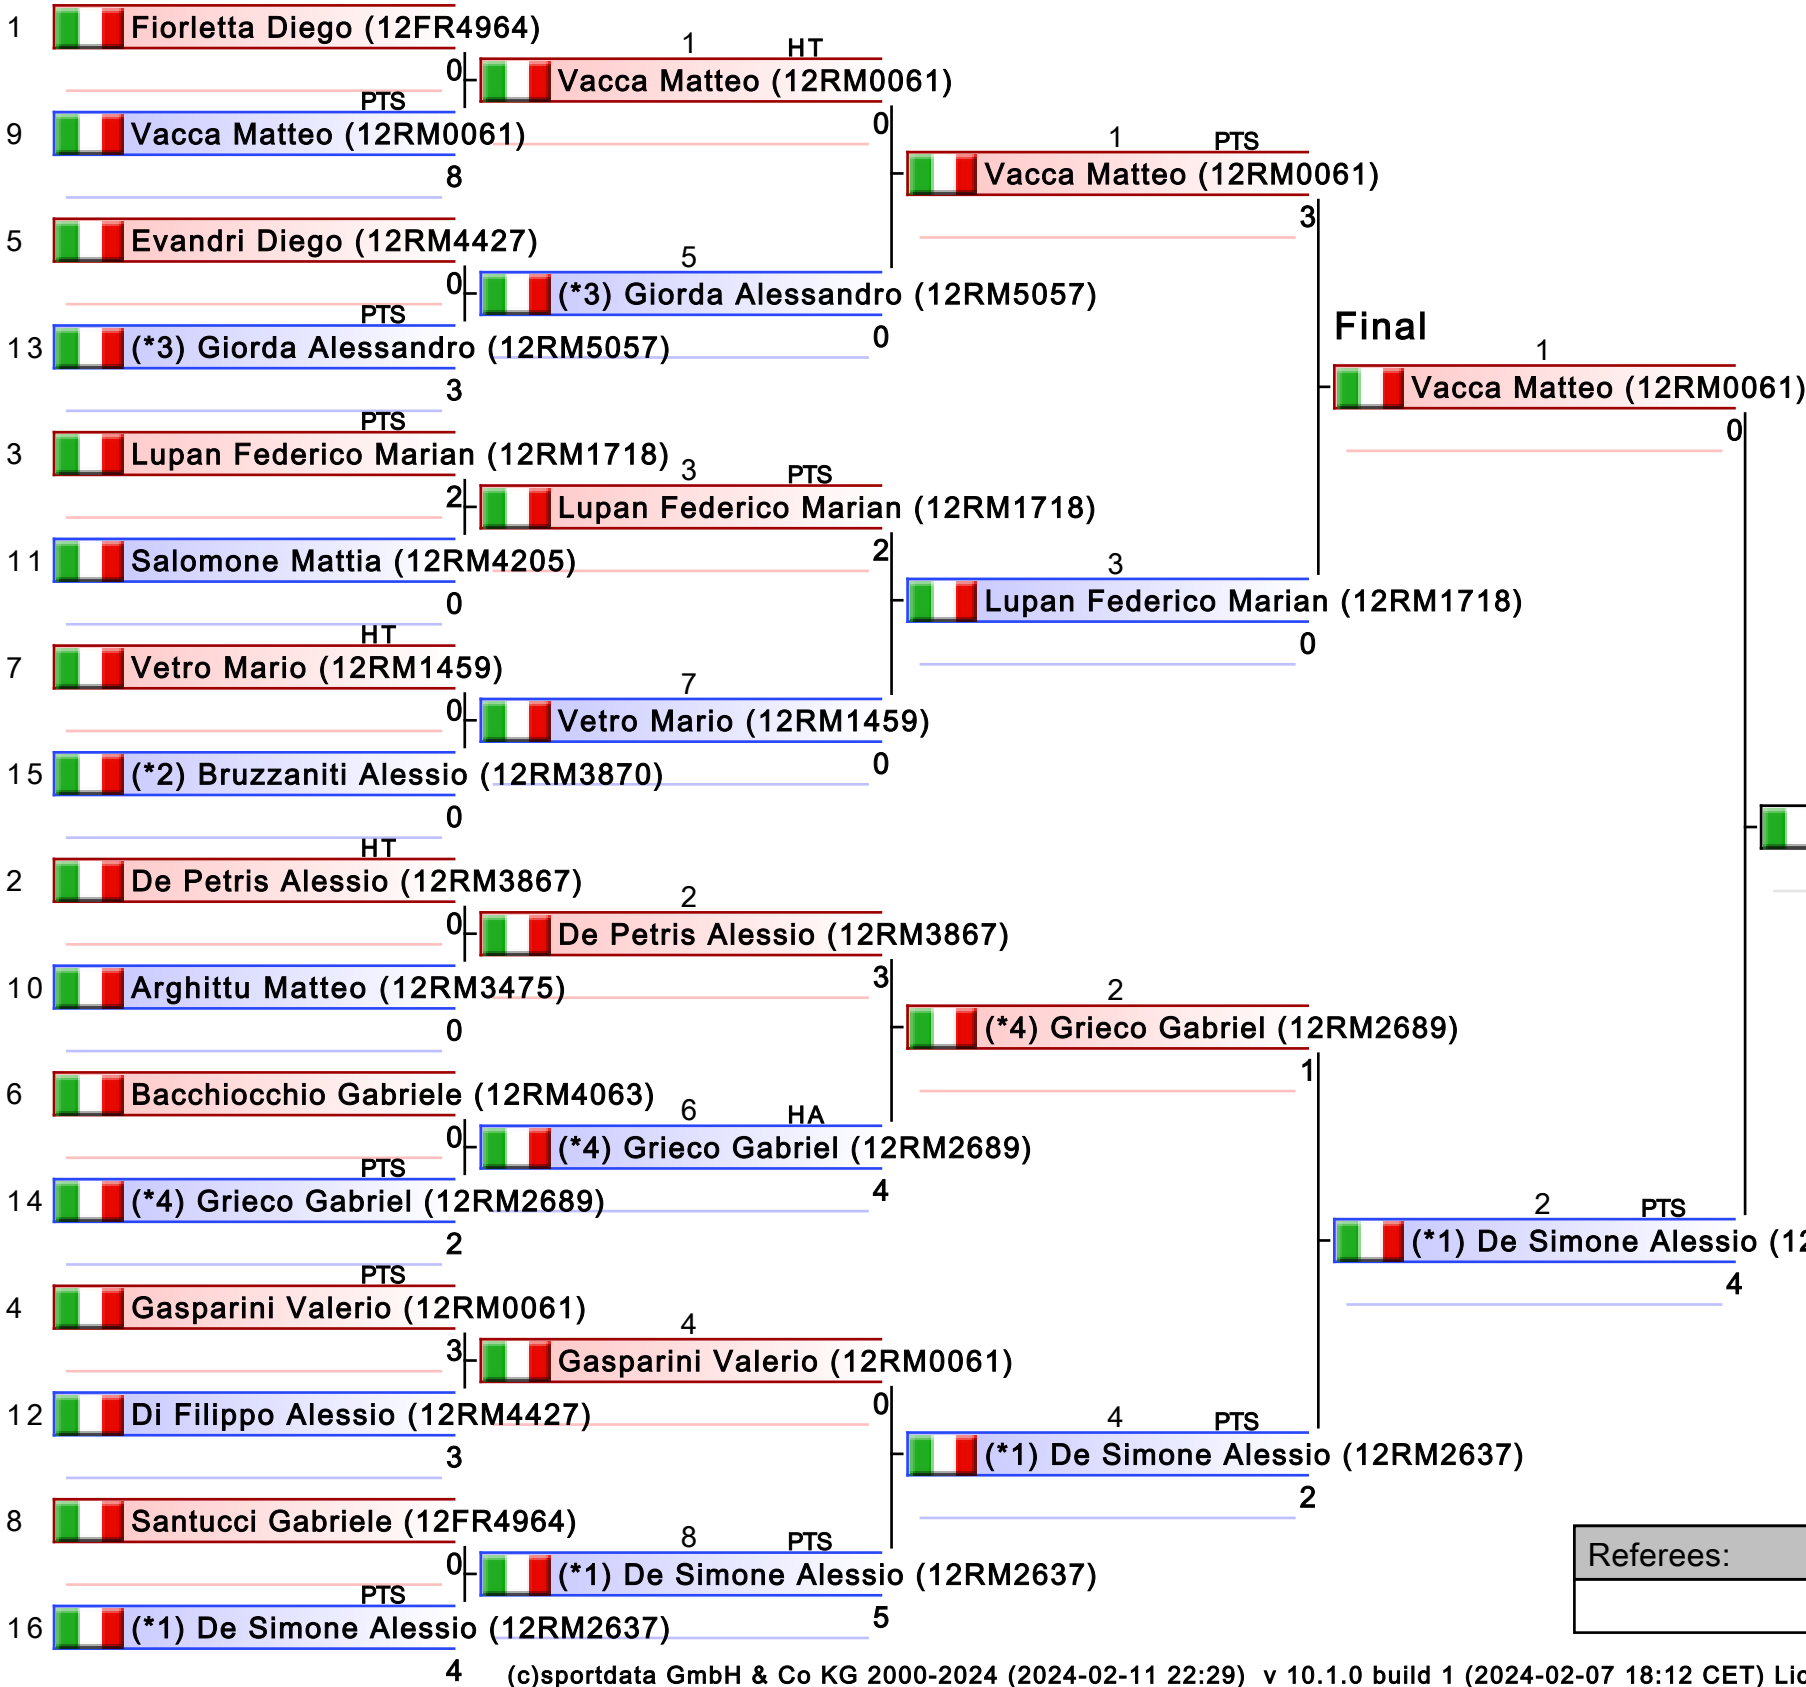 1 Fiorletta Diego (12FR4964)
0
PTS
9 Vacca Matteo (12RM0061)
8
5 Evandri Diego (12RM4427)
0
PTS
13 (*3) Giorda Alessandro (12RM5057)
3
PTS
3 Lupan Federico Marian (12RM1718)
2
11 Salomone Mattia (12RM4205)
0
HT
7 Vetro Mario (12RM1459)
0
15 (*2) Bruzzaniti Alessio (12RM3870)
0
HT
2 De Petris Alessio (12RM3867)
0
10 Arghittu Matteo (12RM3475)
0
6 Bacchiocchio Gabriele (12RM4063)
0
PTS
14 (*4) Grieco Gabriel (12RM2689)
2
PTS
4 Gasparini Valerio (12RM0061)
3
12 Di Filippo Alessio (12RM4427)
3
8 Santucci Gabriele (12FR4964)
0
PTS
16 (*1) De Simone Alessio (12RM2637)
4
1 HT
Vacca Matteo (12RM0061)
0
5
(*3) Giorda Alessandro (12RM5057)
0
3 PTS
Lupan Federico Marian (12RM1718)
2
7
Vetro Mario (12RM1459)
0
2
De Petris Alessio (12RM3867)
3
6 HA
(*4) Grieco Gabriel (12RM2689)
4
4
Gasparini Valerio (12RM0061)
0
8 PTS
(*1) De Simone Alessio (12RM2637)
5
1 PTS
Vacca Matteo (12RM0061)
3
3
Lupan Federico Marian (12RM1718)
0
2
(*4) Grieco Gabriel (12RM2689)
1
4 PTS
(*1) De Simone Alessio (12RM2637)
2
Final
1
Vacca Matteo (12RM0061)
0
2 PTS
(*1) De Simone Alessio (12
4
Referees:
(c)sportdata GmbH & Co KG 2000-2024 (2024-02-11 22:29) v 10.1.0 build 1 (2024-02-07 18:12 CET) Lic